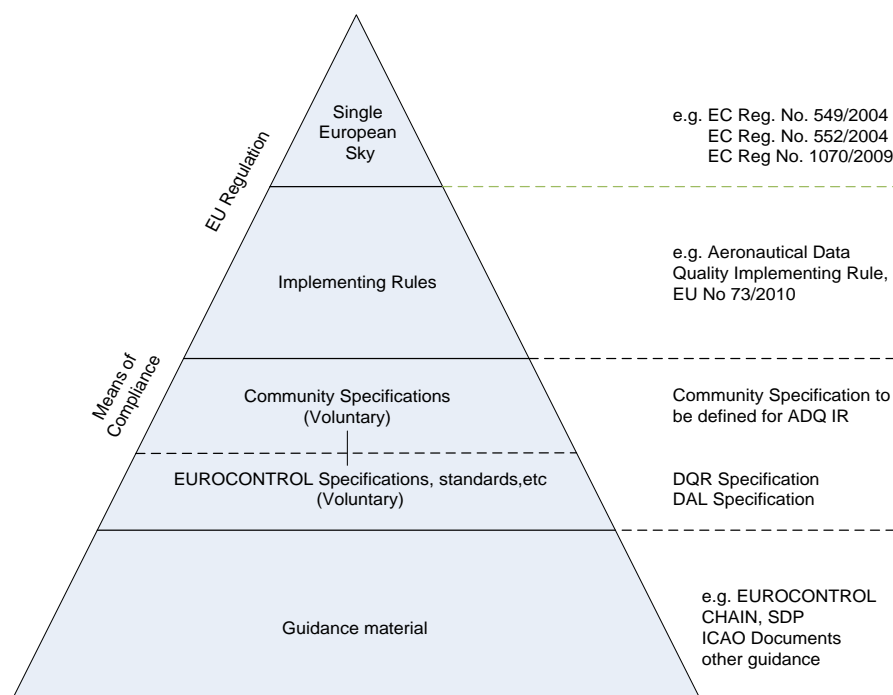 Single
European
Sky
e.g. EC Reg. No. 549/2004
EC Reg. No. 552/2004
EC Reg No. 1070/2009
EU Regulation
Implementing Rules
e.g. Aeronautical Data
Quality Implementing Rule,
EU No 73/2010
Means of
Compliance
Community Specifications
(Voluntary)
Community Specification to
be defined for ADQ IR
EUROCONTROL Specifications, standards,etc
(Voluntary)
DQR Specification
DAL Specification
Guidance material
e.g. EUROCONTROL
CHAIN, SDP
ICAO Documents
other guidance